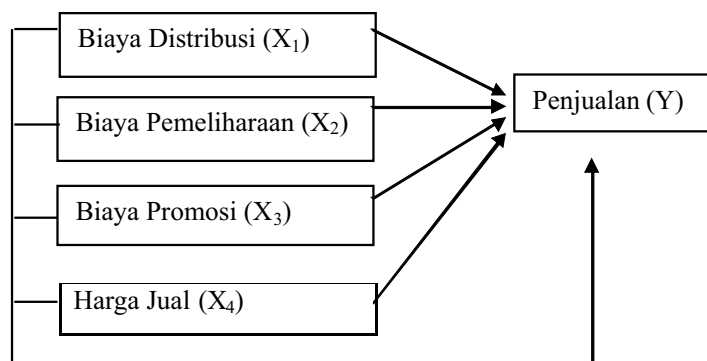 Biaya Distribusi (X₁)
Biaya Pemeliharaan (X₂)
Biaya Promosi (X₃)
Harga Jual (X₄)
Penjualan (Y)